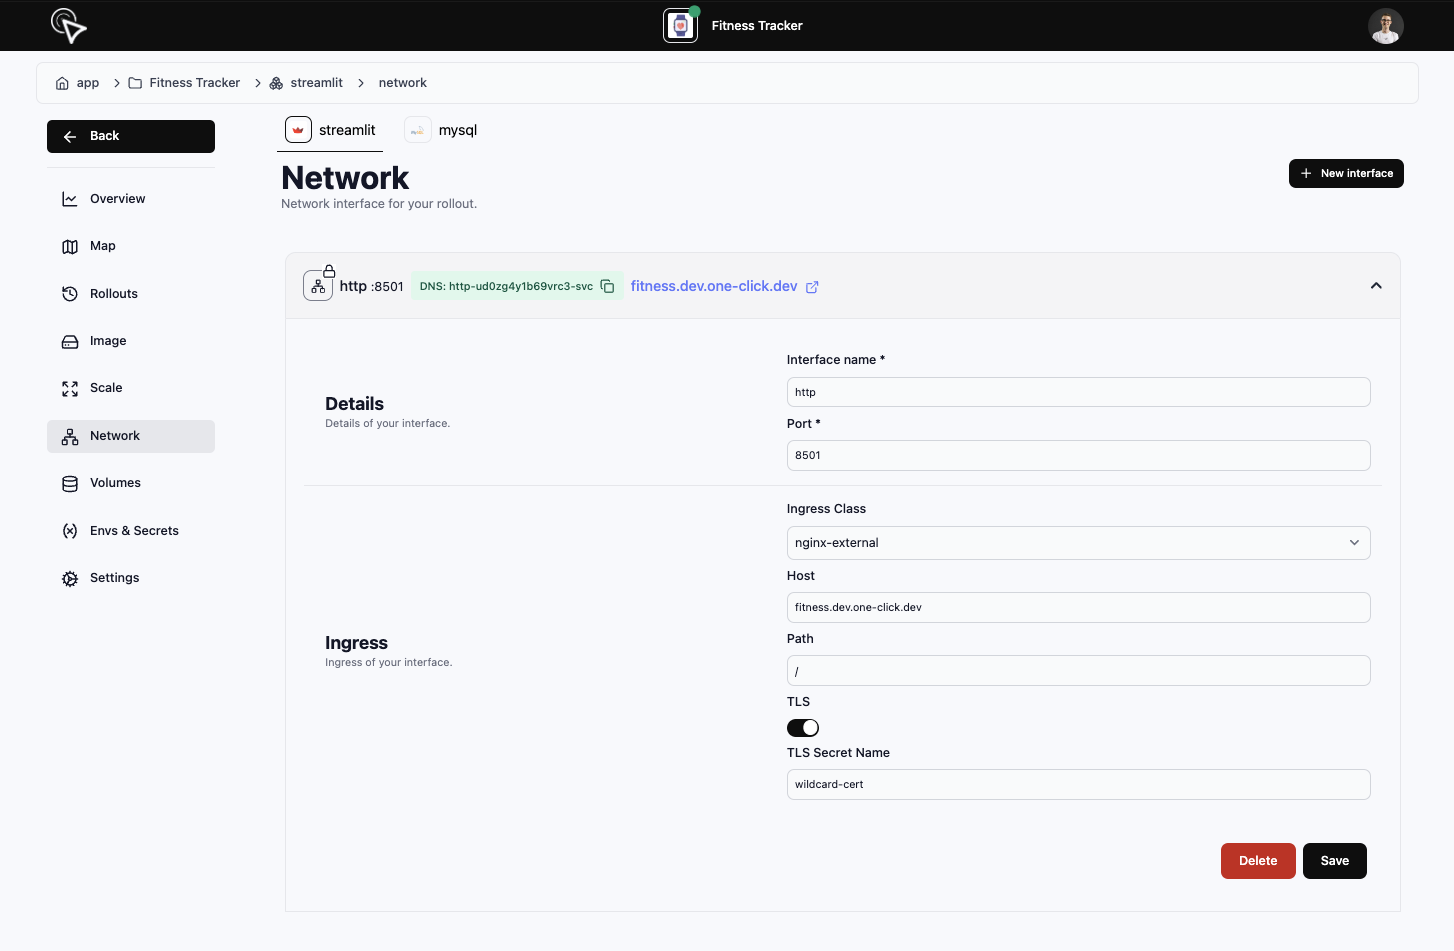 Fitness Tracker
app > Fitness Tracker > streamlit > network
Back
streamlit mysql
Network
Network interface for your rollout.
New interface
Overview
Map
Rollouts
Image
Scale
Network
Volumes
Envs & Secrets
Settings
http :8501 DNS: http-ud0zg4y1b69vrc3-svc fitness.dev.one-click.dev
Details
Details of your interface.
Interface name *
http
Port *
8501
Ingress
Ingress of your interface.
Ingress Class
nginx-external
Host
fitness.dev.one-click.dev
Path
/
TLS
TLS Secret Name
wildcard-cert
Delete Save